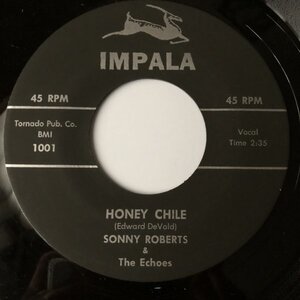 IMPALA
45 RPM
45 RPM
Tornado Pub. Co.
BMI
1001
Vocal
Time 2:35
HONEY CHILE
(Edward DeVold)
SONNY ROBERTS
&
The Echoes